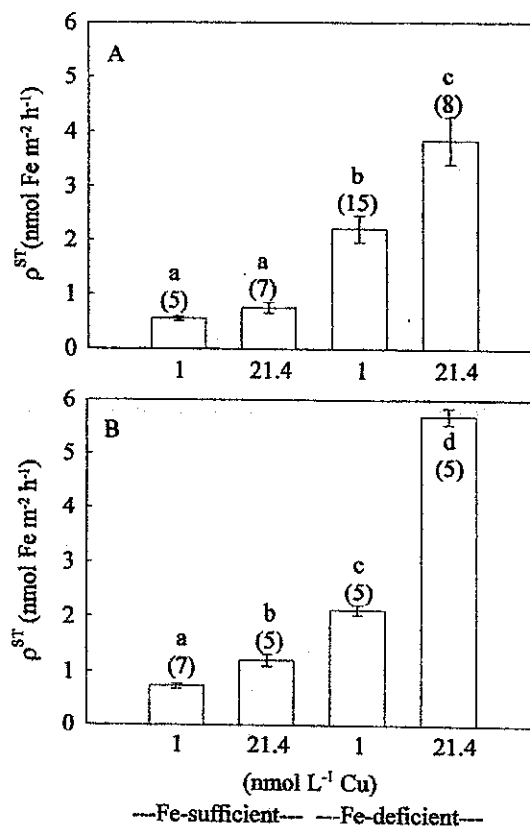 6
A
5
4
3
2
1
0
ρ^ST (nmol Fe m^-2 h^-1)
a
(5)
a
(7)
b
(15)
c
(8)
1 21.4 1 21.4
6
B
5
4
3
2
1
0
ρ^ST (nmol Fe m^-2 h^-1)
a
(7)
b
(5)
c
(5)
d
(5)
1 21.4 1 21.4
(nmol L^-1 Cu)
----Fe-sufficient---- ---Fe-deficient---